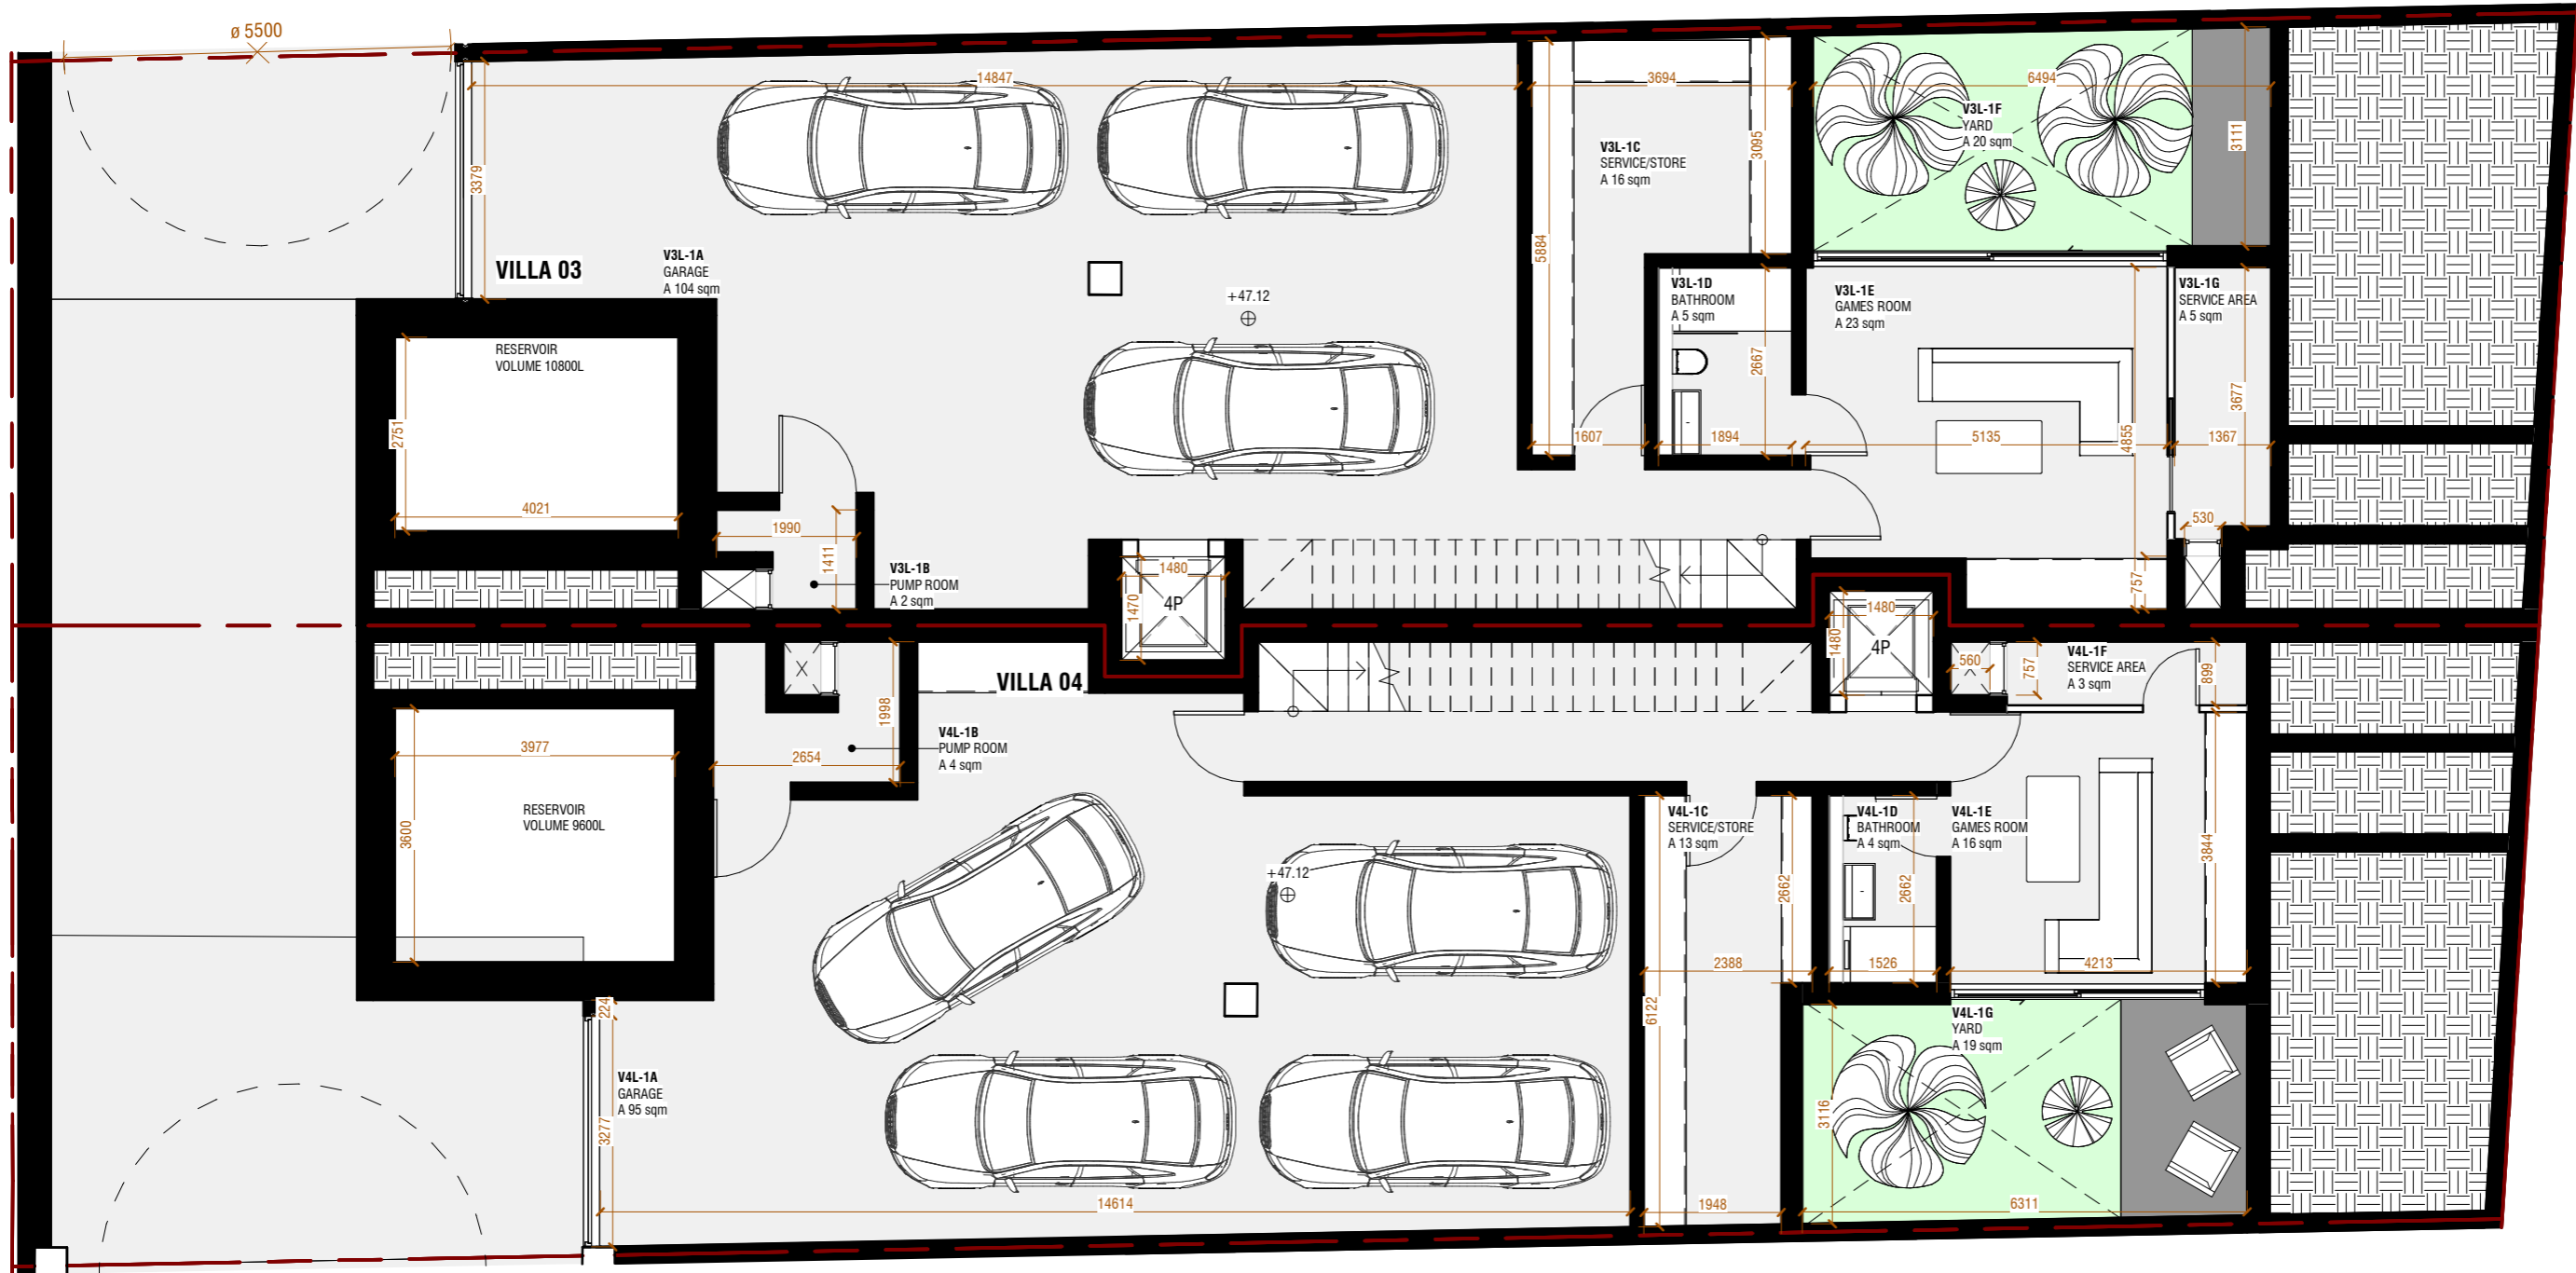 ø 5500
14847
3694
6494
3379
VILLA 03
V3L-1A
GARAGE
A 104 sqm
+47.12
V3L-1C
SERVICE/STORE
A 16 sqm
3095
5884
V3L-1F
YARD
A 20 sqm
3111
V3L-1D
BATHROOM
A 5 sqm
2667
V3L-1E
GAMES ROOM
A 23 sqm
V3L-1G
SERVICE AREA
A 5 sqm
3677
RESERVOIR
VOLUME 10800L
2751
4021
1607
1894
5135
4855
1367
530
1990
1411
V3L-1B
PUMP ROOM
A 2 sqm
1480
1470
4P
757
1480
1480
4P
560
757
V4L-1F
SERVICE AREA
A 3 sqm
899
VILLA 04
1998
2654
V4L-1B
PUMP ROOM
A 4 sqm
3977
3600
RESERVOIR
VOLUME 9600L
+47.12
V4L-1C
SERVICE/STORE
A 13 sqm
2662
V4L-1D
BATHROOM
A 4 sqm
2662
V4L-1E
GAMES ROOM
A 16 sqm
3844
2388
1526
4213
224
6122
V4L-1G
YARD
A 19 sqm
V4L-1A
GARAGE
A 95 sqm
3277
3116
14614
1948
6311